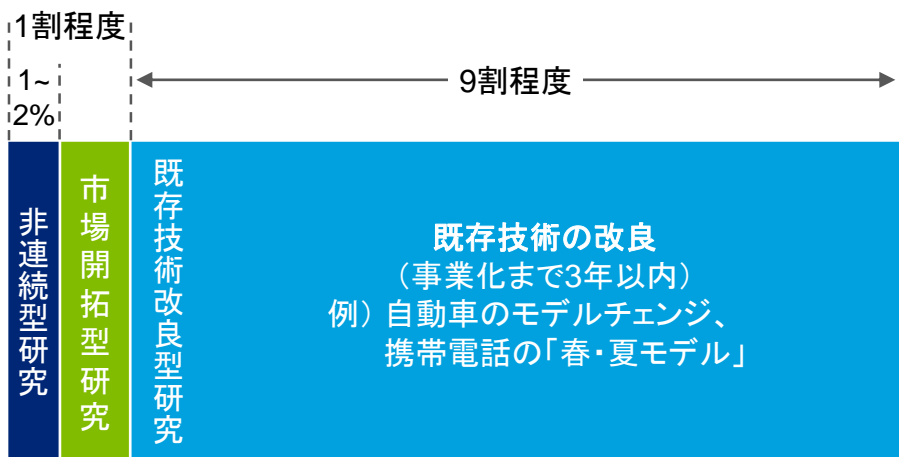 1割程度
1~
2%
9割程度
非連続型研究
市場開拓型研究
既存技術改良型研究
既存技術の改良
（事業化まで3年以内）
例）自動車のモデルチェンジ、
携帯電話の「春・夏モデル」